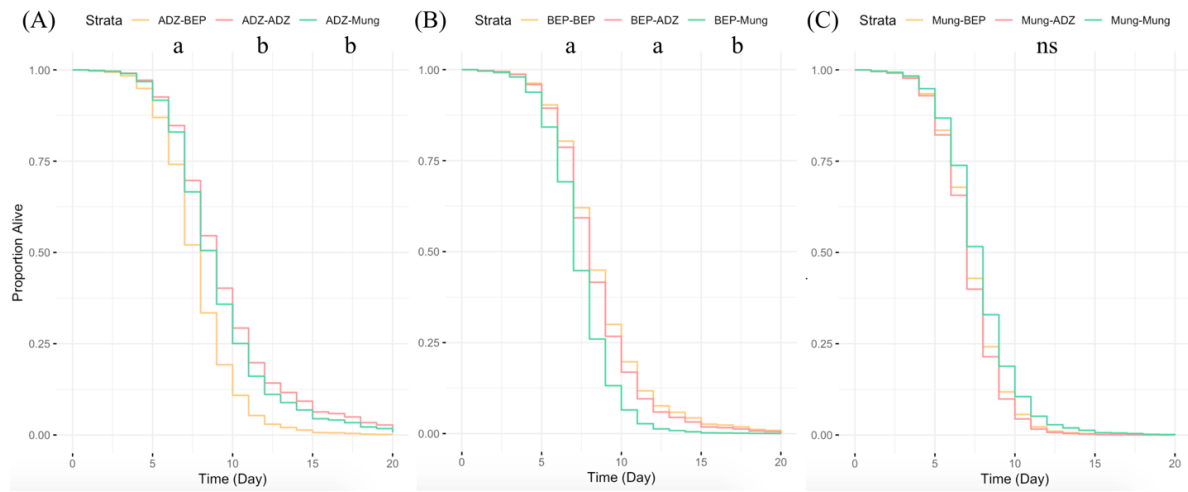 (A) Strata ADZ-BEP ADZ-ADZ ADZ-Mung
a b b
1.00
0.75
0.50
0.25
0.00
Proportion Alive
0 5 10 15 20
Time (Day)
(B) Strata BEP-BEP BEP-ADZ BEP-Mung
a a b
1.00
0.75
0.50
0.25
0.00
0 5 10 15 20
Time (Day)
(C) Strata Mung-BEP Mung-ADZ Mung-Mung
ns
1.00
0.75
0.50
0.25
0.00
0 5 10 15 20
Time (Day)